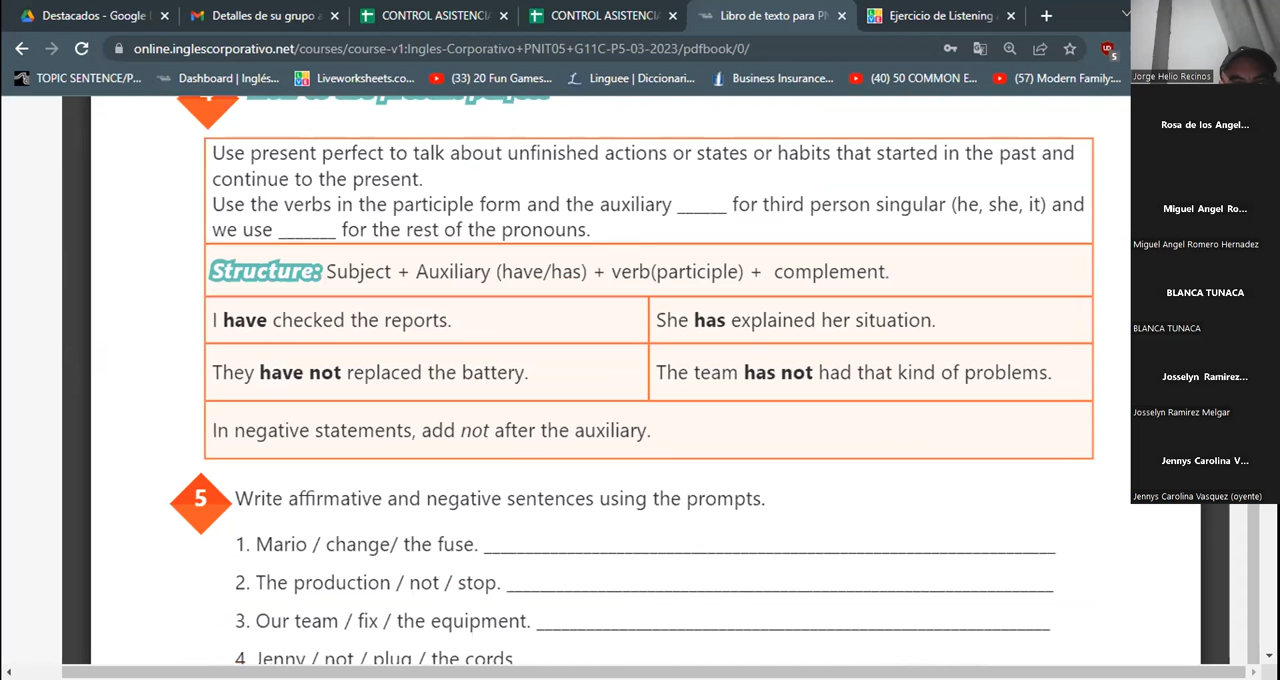 Destacados - Google
Detalles de su grupo a
CONTROL ASISTENCI
CONTROL ASISTENCI
Libro de texto para PN
Ejercicio de Listening
online.inglescorporativo.net/courses/course-v1:Ingles-Corporativo+PNIT05+G11C-P5-03-2023/pdfbook/0/
5
TOPIC SENTENCE/P...
Dashboard | Inglés...
Liveworksheets.co...
(33) 20 Fun Games...
Linguee | Diccionari...
Business Insurance...
(40) 50 COMMON E...
(57) Modern Family:...
Jorge Helio Recinos
Rosa de los Angel...
Miguel Angel Ro...
Miguel Angel Romero Hernadez
BLANCA TUNACA
BLANCA TUNACA
Josselyn Ramirez...
Josselyn Ramirez Melgar
Jennys Carolina V...
Jennys Carolina Vasquez (oyente)
Use present perfect to talk about unfinished actions or states or habits that started in the past and
continue to the present.
Use the verbs in the participle form and the auxiliary ______ for third person singular (he, she, it) and
we use _______ for the rest of the pronouns.
Structure: Subject + Auxiliary (have/has) + verb(participle) + complement.
I have checked the reports.
She has explained her situation.
They have not replaced the battery.
The team has not had that kind of problems.
In negative statements, add not after the auxiliary.
5 Write affirmative and negative sentences using the prompts.
1. Mario / change/ the fuse.
2. The production / not / stop.
3. Our team / fix / the equipment.
4. Jenny / not / plug / the cords